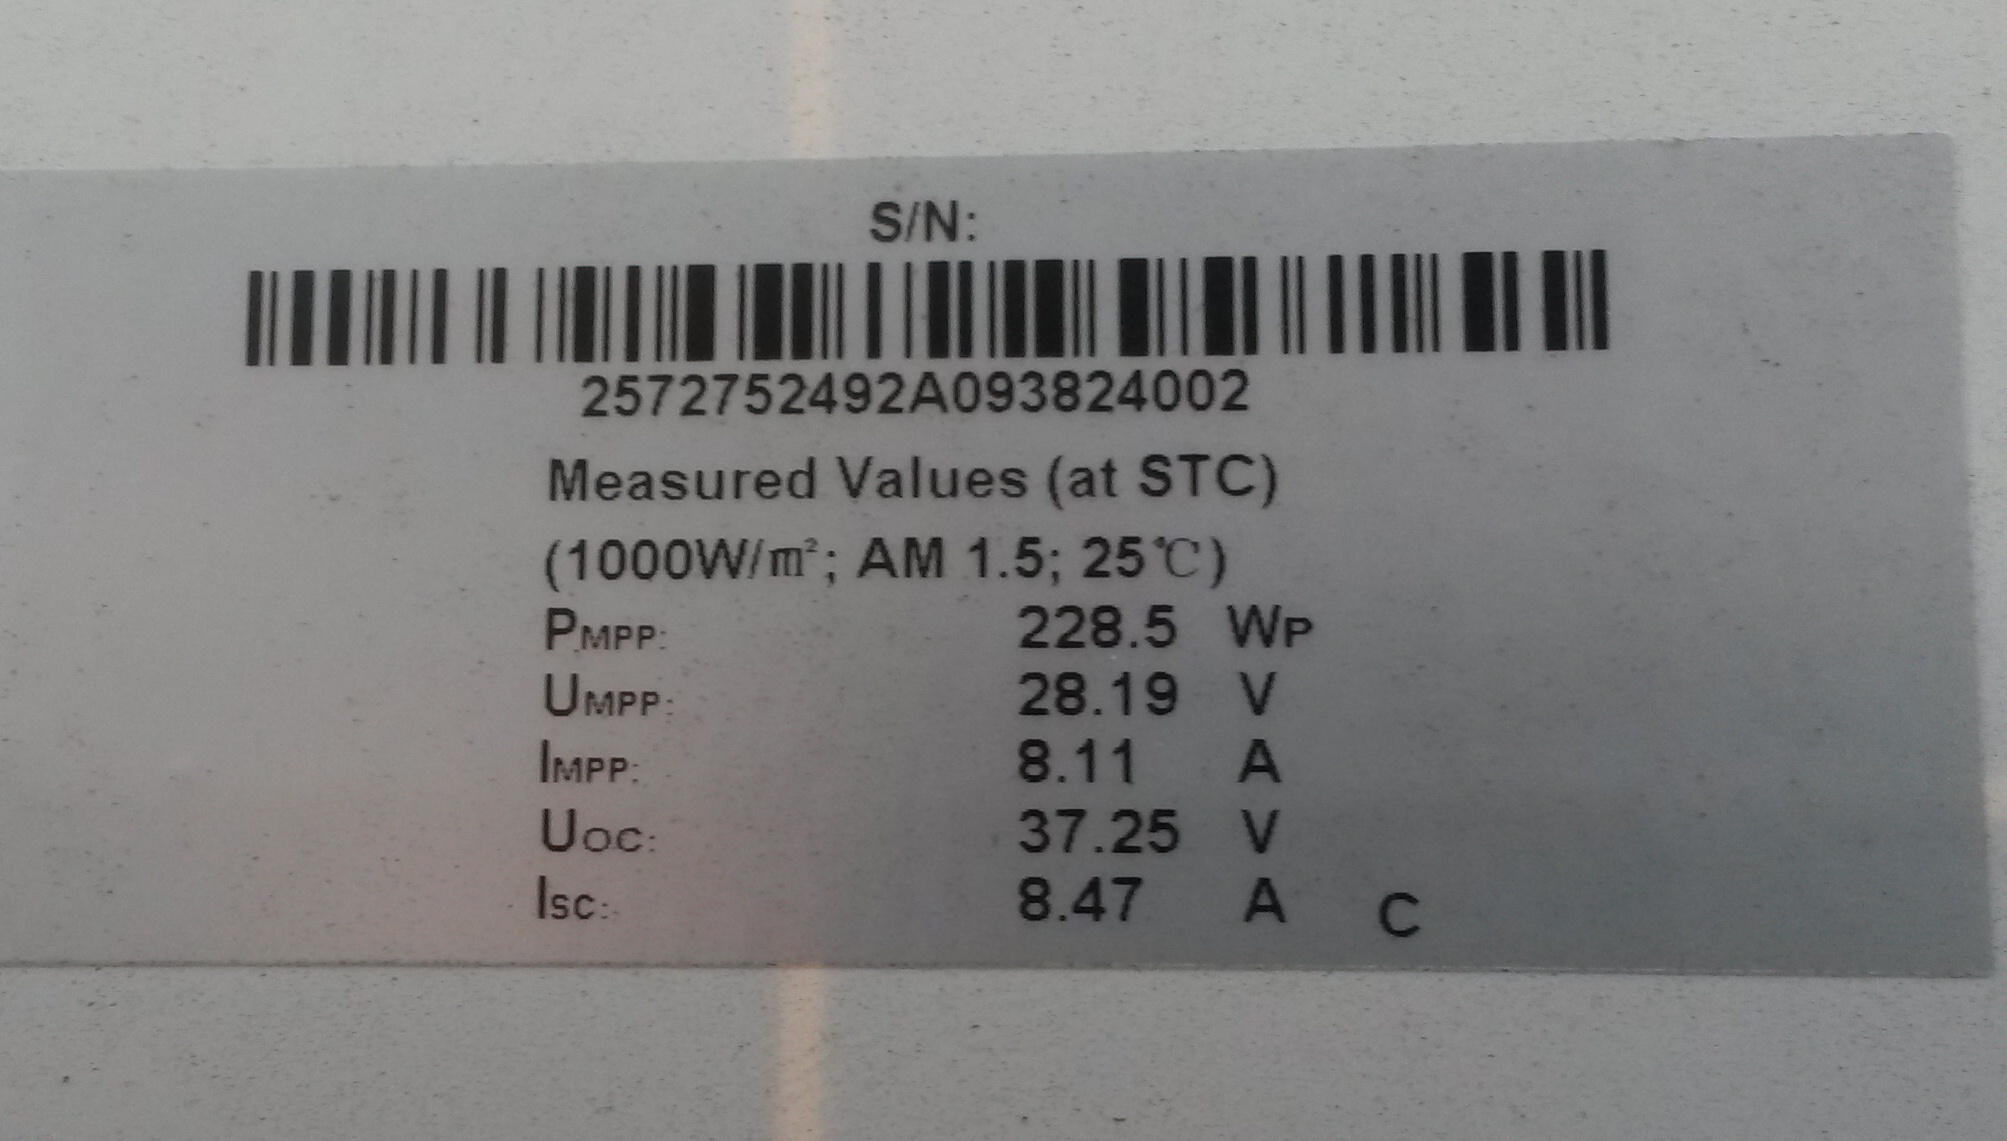 S/N:
2572752492A093824002
Measured Values (at STC)
(1000W/m²; AM 1.5; 25℃)
PMPP: 228.5 WP
UMPP: 28.19 V
IMPP: 8.11 A
UOC: 37.25 V
ISC: 8.47 A C